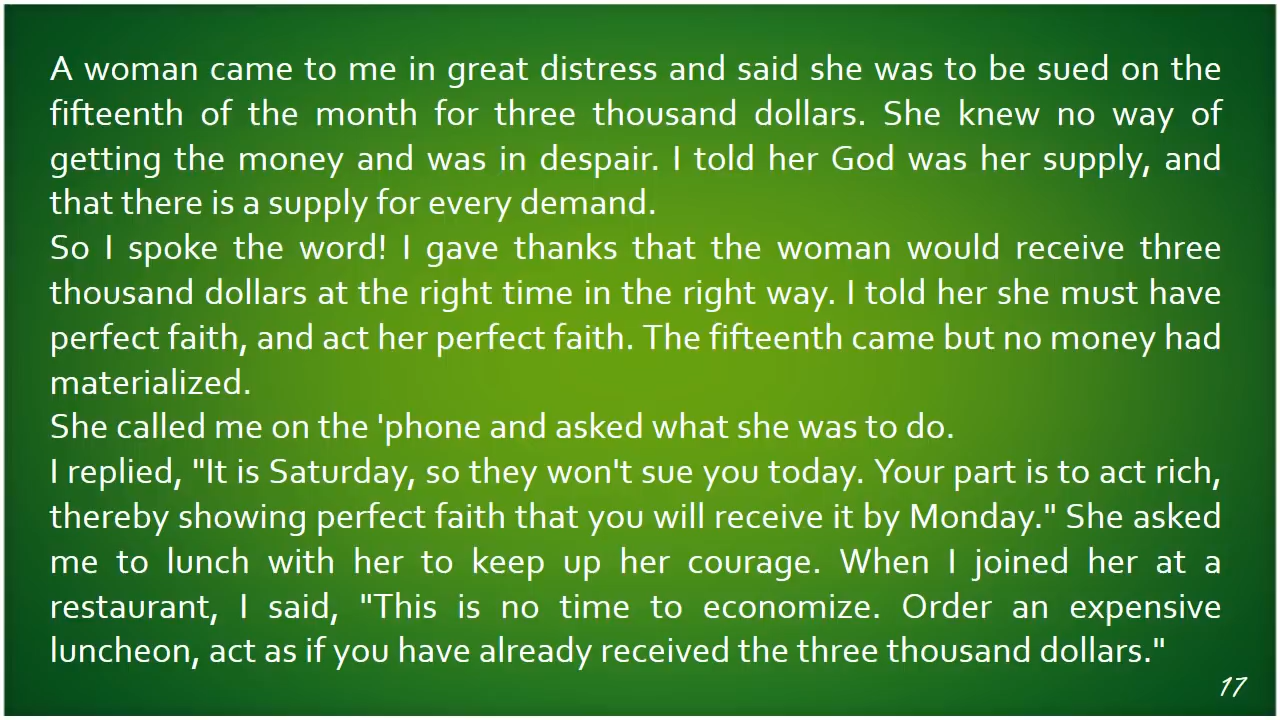 A woman came to me in great distress and said she was to be sued on the
fifteenth of the month for three thousand dollars. She knew no way of
getting the money and was in despair. I told her God was her supply, and
that there is a supply for every demand.
So I spoke the word! I gave thanks that the woman would receive three
thousand dollars at the right time in the right way. I told her she must have
perfect faith, and act her perfect faith. The fifteenth came but no money had
materialized.
She called me on the 'phone and asked what she was to do.
I replied, "It is Saturday, so they won't sue you today. Your part is to act rich,
thereby showing perfect faith that you will receive it by Monday." She asked
me to lunch with her to keep up her courage. When I joined her at a
restaurant, I said, "This is no time to economize. Order an expensive
luncheon, act as if you have already received the three thousand dollars."
17